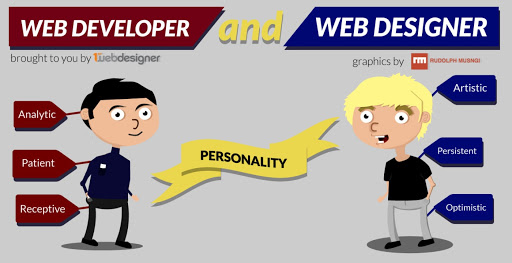 WEB DEVELOPER and WEB DESIGNER
brought to you by webdesigner
graphics by RUDOLPH MUSNGI
Analytic
Patient
Receptive
PERSONALITY
Artistic
Persistent
Optimistic